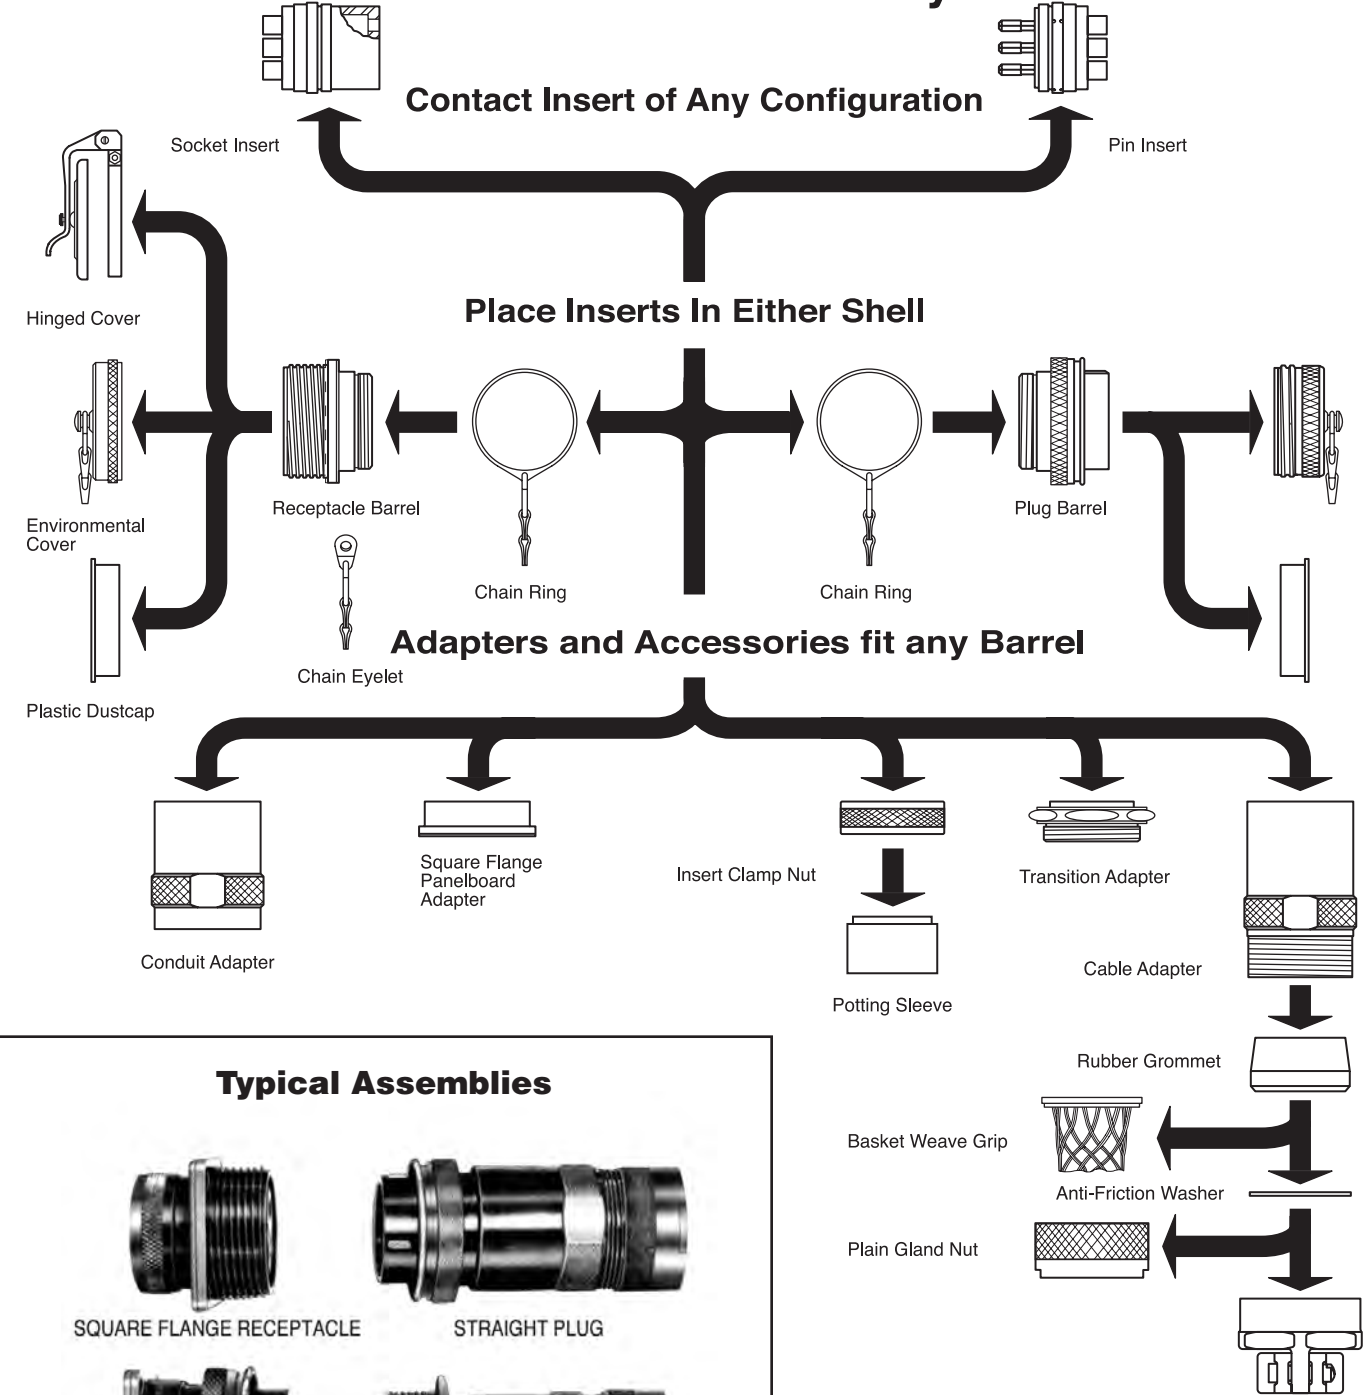 Contact Insert of Any Configuration
Socket Insert
Pin Insert
Hinged Cover
Place Inserts In Either Shell
Environmental
Cover
Receptacle Barrel
Plug Barrel
Chain Ring
Chain Ring
Chain Eyelet
Adapters and Accessories fit any Barrel
Plastic Dustcap
Conduit Adapter
Square Flange
Panelboard
Adapter
Insert Clamp Nut
Transition Adapter
Potting Sleeve
Cable Adapter
Rubber Grommet
Basket Weave Grip
Anti-Friction Washer
Plain Gland Nut
Typical Assemblies
SQUARE FLANGE RECEPTACLE
STRAIGHT PLUG